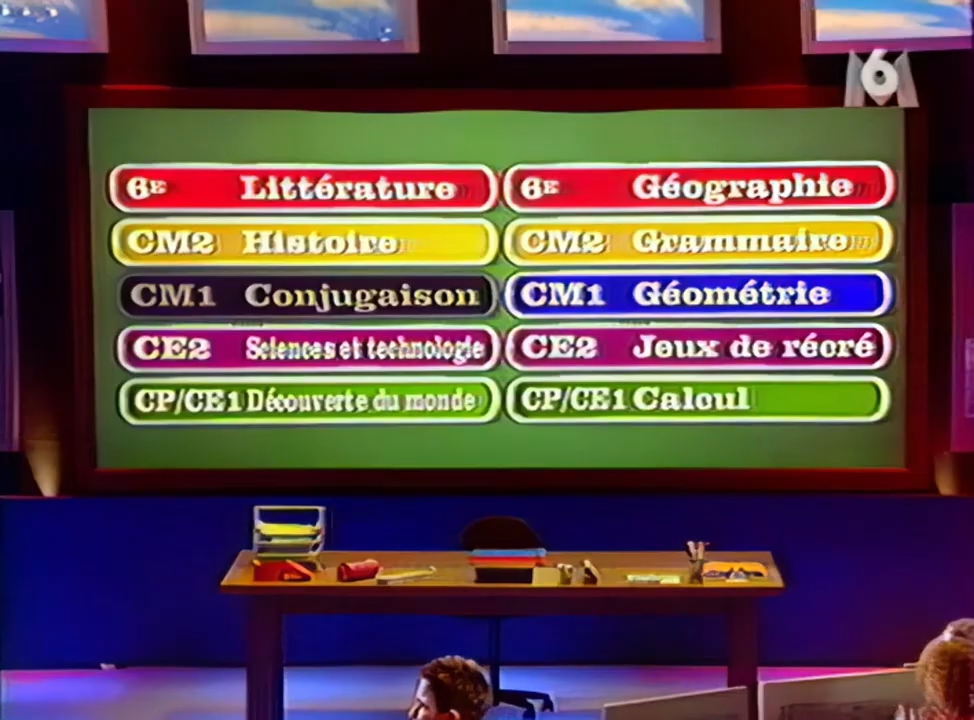 M6
6E Littérature
6E Géographie
CM2 Histoire
CM2 Grammaire
CM1 Conjugaison
CM1 Géométrie
CE2 Sciences et technologie
CE2 Jeux de récré
CP/CE1 Découverte du monde
CP/CE1 Calcul